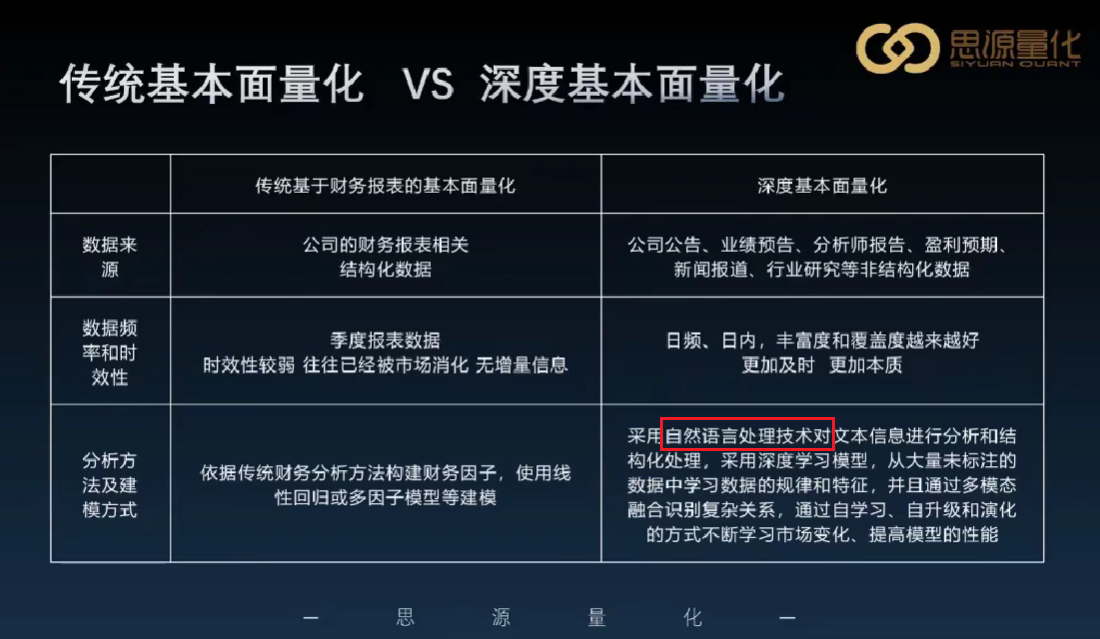 思源量化
SIYUAN QUANT
传统基本面量化 VS 深度基本面量化
传统基于财务报表的基本面量化
深度基本面量化
数据来
源
公司的财务报表相关
结构化数据
公司公告、业绩预告、分析师报告、盈利预期、
新闻报道、行业研究等非结构化数据
数据频
率和时
效性
季度报表数据
时效性较弱 往往已经被市场消化 无增量信息
日频、日内，丰富度和覆盖度越来越好
更加及时 更加本质
分析方
法及建
模方式
依据传统财务分析方法构建财务因子，使用线
性回归或多因子模型等建模
采用自然语言处理技术对文本信息进行分析和结
构化处理，采用深度学习模型，从大量未标注的
数据中学习数据的规律和特征，并且通过多模态
融合识别复杂关系，通过自学习、自升级和演化
的方式不断学习市场变化、提高模型的性能
— 思 源 量 化 —